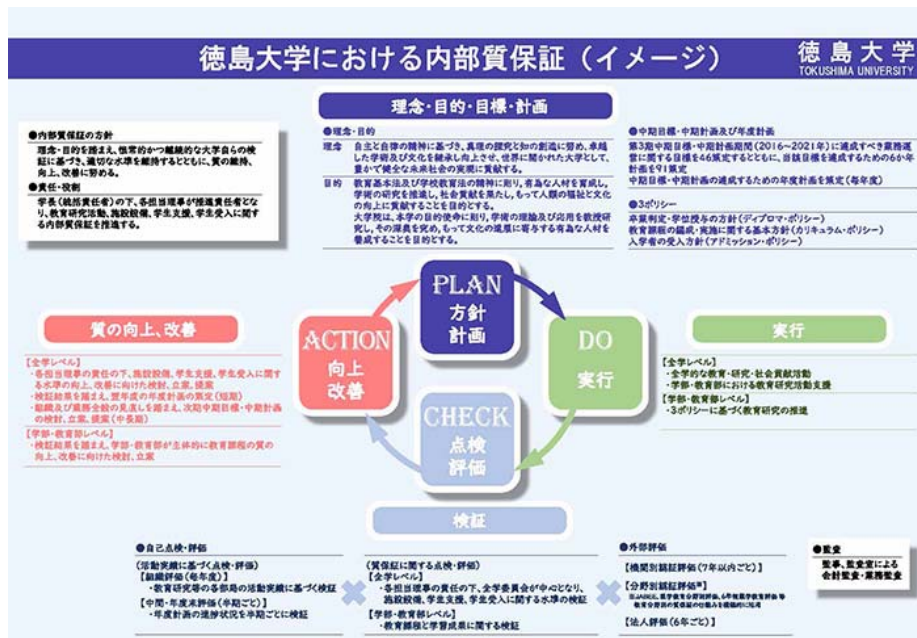 徳島大学における内部質保証（イメージ）
徳島大学
TOKUSHIMA UNIVERSITY
理念・目的・目標・計画
●内部質保証の方針
理念・目的を踏まえ、恒常的かつ継続的な大学自らの検
証に基づき、適切な水準を維持するとともに、質の維持、
向上、改善に努める。
●責任・役割
学長（統括責任者）の下、各担当理事が推進責任者とな
り、教育研究活動、施設設備、学生支援、学生受入に関す
る内部質保証を推進する。
●理念・目的
理念 自主と自律の精神に基づき、真理の探究と知の創造に努め、卓越
した学術及び文化を継承し向上させ、世界に開かれた大学として、
豊かで健全な未来社会の実現に貢献する。
目的 教育基本法及び学校教育法の精神に則り、有為な人材を育成し、
学術の研究を推進し、社会貢献を果たし、もって人類の福祉と文化
の向上に貢献することを目的とする。
大学院は、本学の目的使命に則り、学術の理論及び応用を教授研
究し、その深奥を究め、もって文化の進展に寄与する有為な人材を
養成することを目的とする。
●中期目標・中期計画及び年度計画
第3期中期目標・中期計画期間（2016～2021年）に達成すべき業務運
営に関する目標を46策定するとともに、当該目標を達成するための6か年
計画を91策定
中期目標・中期計画の達成するための年度計画を策定（毎年度）
●3ポリシー
卒業判定・学位授与の方針（ディプロマ・ポリシー）
教育課程の編成・実施に関する基本方針（カリキュラム・ポリシー）
入学者の受入方針（アドミッション・ポリシー）
PLAN
方針
計画
質の向上、改善
ACTION
向上
改善
DO
実行
実行
【全学レベル】
・各担当理事の責任の下、施設設備、学生支援、学生受入に関す
る水準の向上、改善に向けた検討、立案、提案
・検証結果を踏まえ、翌年度の年度計画の策定（短期）
・組織及び業務全般の見直しを踏まえ、次期中期目標・中期計画
の検討、立案、提案（中長期）
【学部・教育部レベル】
・検証結果を踏まえ、学部・教育部が主体的に教育課程の質の
向上、改善に向けた検討、立案
【全学レベル】
・全学的な教育・研究・社会貢献活動
・学部・教育部における教育研究活動支援
【学部・教育部レベル】
・3ポリシーに基づく教育研究の推進
CHECK
点検
評価
検証
●自己点検・評価
（活動実績に基づく点検・評価）
【組織評価（毎年度）】
・教育研究等の各部局の活動実績に基づく検証
【中間・年度末評価（半期ごと）】
・年度計画の進捗状況を半期ごとに検証
（質保証に関する点検・評価）
【全学レベル】
・各担当理事の責任の下、全学委員会が中心となり、
施設設備、学生支援、学生受入に関する水準の検証
【学部・教育部レベル】
・教育課程と学習成果に関する検証
●外部評価
【機関別認証評価（7年以内ごと）】
【分野別認証評価※】
【法人評価（6年ごと）】
●監査
監事、監査室による
会計監査・業務監査